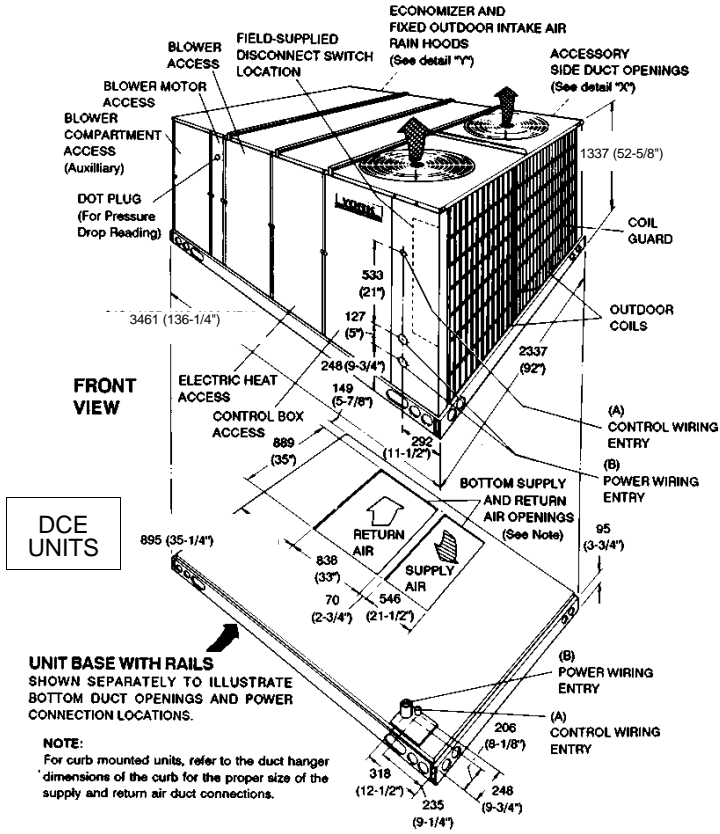 ECONOMIZER AND
FIXED OUTDOOR INTAKE AIR
RAIN HOODS
(See detail "Y")
FIELD-SUPPLIED
DISCONNECT SWITCH
LOCATION
BLOWER
ACCESS
ACCESSORY
SIDE DUCT OPENINGS
(See detail "X")
BLOWER MOTOR
ACCESS
BLOWER
COMPARTMENT
ACCESS
(Auxilliary)
1337 (52-5/8")
DOT PLUG
(For Pressure
Drop Reading)
YORK
COIL
GUARD
533
(21")
OUTDOOR
COILS
127
(5")
3461 (136-1/4")
2337
(92")
248 (9-3/4")
ELECTRIC HEAT
ACCESS
149
(5-7/8")
FRONT
VIEW
CONTROL BOX
ACCESS
(A)
CONTROL WIRING
ENTRY
292
(11-1/2")
889
(35")
(B)
POWER WIRING
ENTRY
BOTTOM SUPPLY
AND RETURN
AIR OPENINGS
(See Note)
DCE
UNITS
895 (35-1/4")
RETURN
AIR
95
(3-3/4")
838
(33")
SUPPLY
AIR
70
(2-3/4")
546
(21-1/2")
UNIT BASE WITH RAILS
SHOWN SEPARATELY TO ILLUSTRATE
BOTTOM DUCT OPENINGS AND POWER
CONNECTION LOCATIONS.
(B)
POWER WIRING
ENTRY
(A)
CONTROL WIRING
ENTRY
206
(8-1/8")
NOTE:
For curb mounted units, refer to the duct hanger
dimensions of the curb for the proper size of the
supply and return air duct connections.
318
(12-1/2")
235
(9-1/4")
248
(9-3/4")